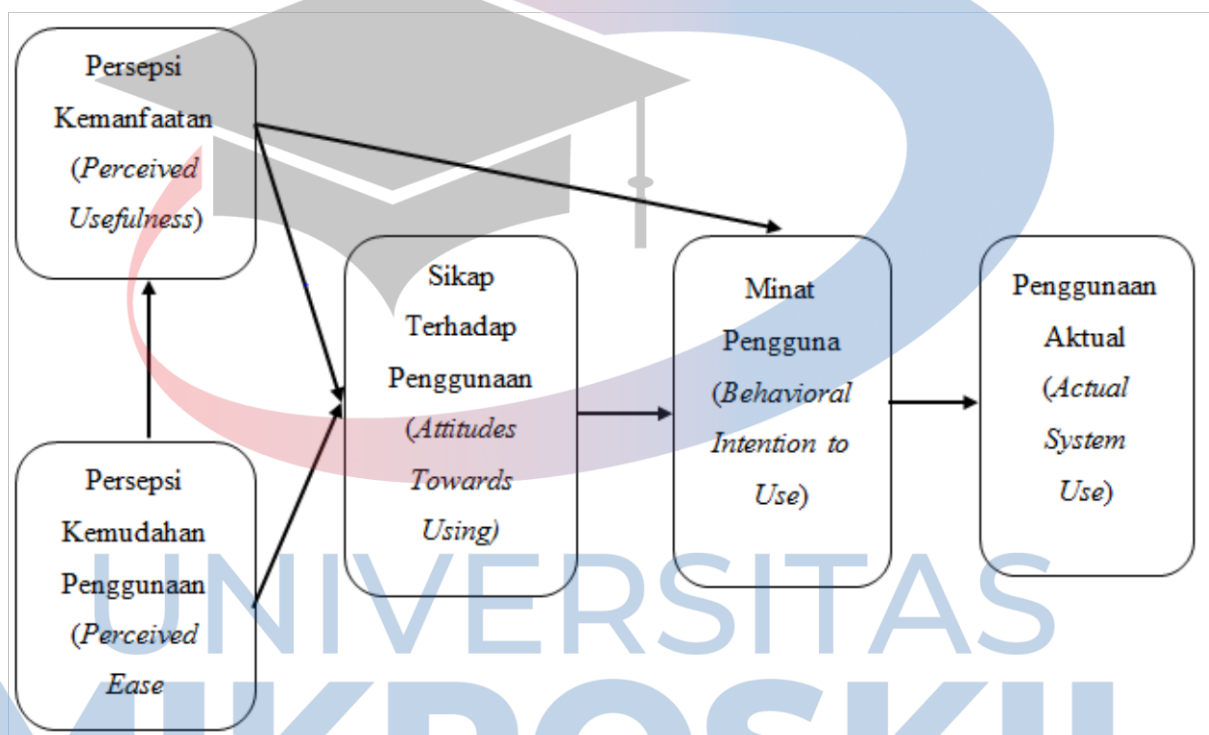 Persepsi
Kemanfaatan
(Perceived
Usefulness)
Sikap
Terhadap
Penggunaan
(Attitudes
Towards
Using)
Minat
Pengguna
(Behavioral
Intention to
Use)
Penggunaan
Aktual
(Actual
System
Use)
Persepsi
Kemudahan
Penggunaan
(Perceived
Ease
UNIVERSITAS
MIKROSKIL